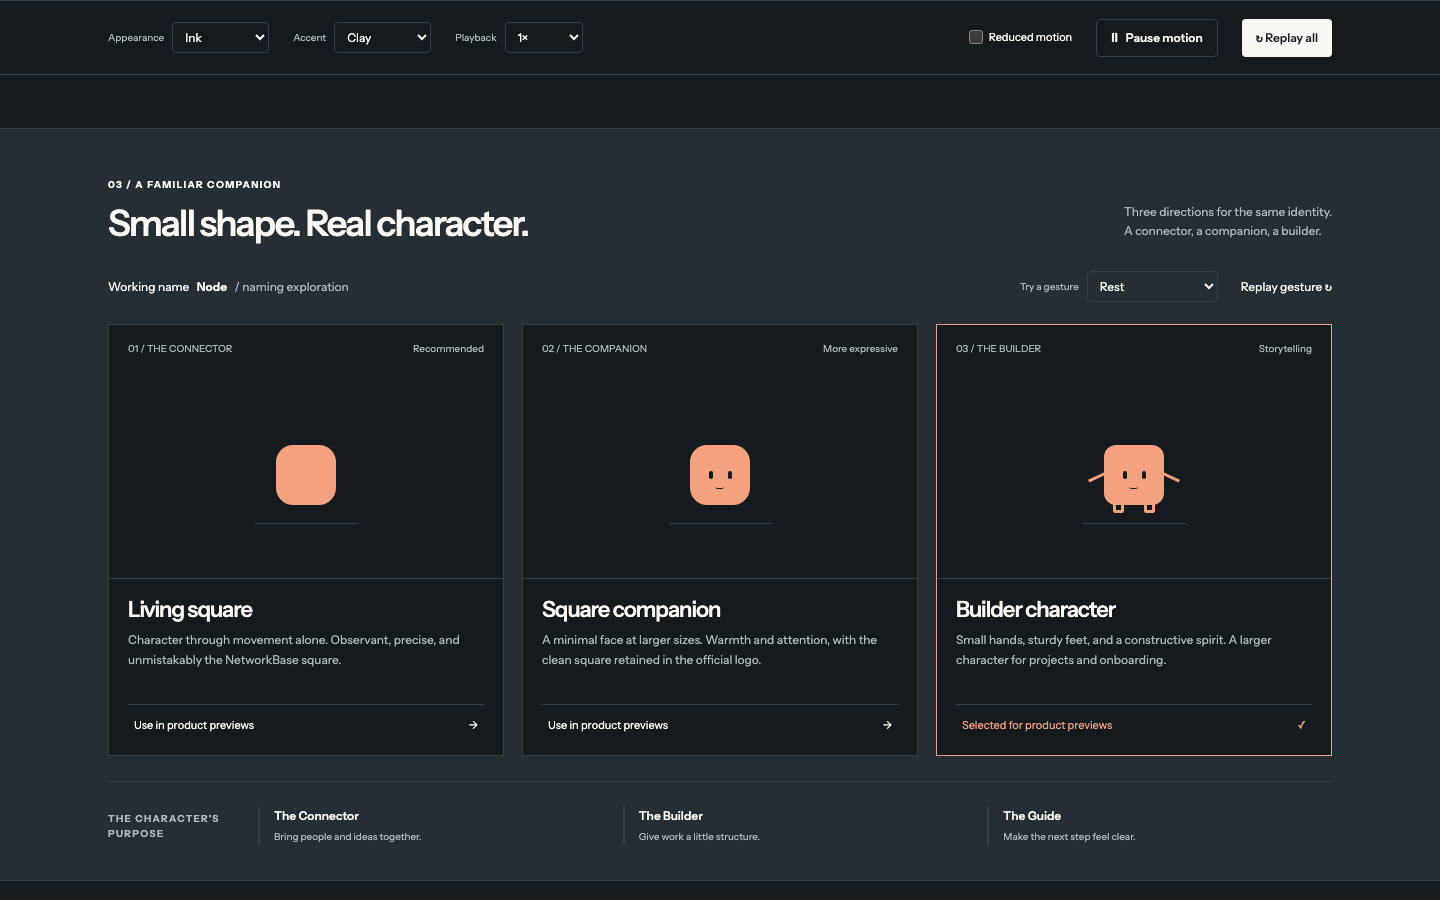 Appearance Ink Accent Clay Playback 1× Reduced motion Pause motion ↻ Replay all
03 / A FAMILIAR COMPANION
Small shape. Real character.
Three directions for the same identity.
A connector, a companion, a builder.
Working name Node / naming exploration
Try a gesture Rest Replay gesture ↻
01 / THE CONNECTOR Recommended
Living square
Character through movement alone. Observant, precise, and
unmistakably the NetworkBase square.
Use in product previews →
02 / THE COMPANION More expressive
Square companion
A minimal face at larger sizes. Warmth and attention, with the
clean square retained in the official logo.
Use in product previews →
03 / THE BUILDER Storytelling
Builder character
Small hands, sturdy feet, and a constructive spirit. A larger
character for projects and onboarding.
Selected for product previews ✓
THE CHARACTER'S
PURPOSE
The Connector
Bring people and ideas together.
The Builder
Give work a little structure.
The Guide
Make the next step feel clear.